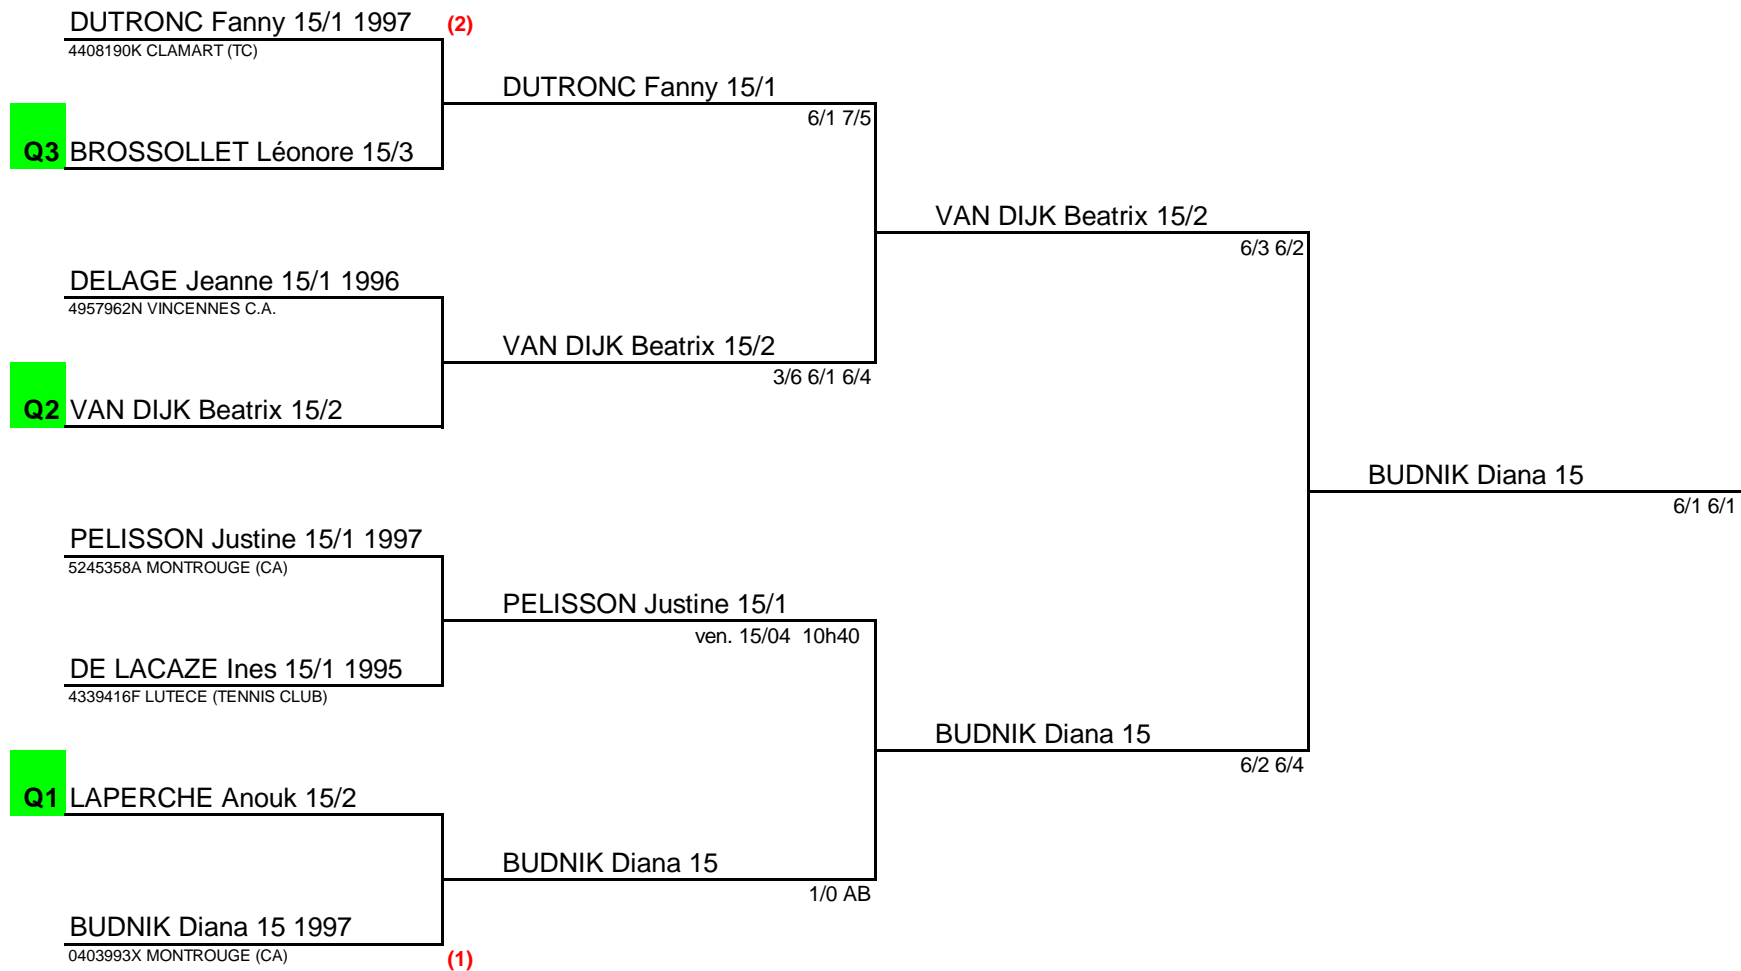 DUTRONC Fanny 15/1 1997 (2)
4408190K CLAMART (TC)
DUTRONC Fanny 15/1
6/1 7/5
Q3 BROSSOLLET Léonore 15/3
VAN DIJK Beatrix 15/2
6/3 6/2
DELAGE Jeanne 15/1 1996
4957962N VINCENNES C.A.
VAN DIJK Beatrix 15/2
3/6 6/1 6/4
Q2 VAN DIJK Beatrix 15/2
BUDNIK Diana 15
6/1 6/1
PELISSON Justine 15/1 1997
5245358A MONTROUGE (CA)
PELISSON Justine 15/1
ven. 15/04 10h40
DE LACAZE Ines 15/1 1995
4339416F LUTECE (TENNIS CLUB)
BUDNIK Diana 15
6/2 6/4
Q1 LAPERCHE Anouk 15/2
BUDNIK Diana 15
1/0 AB
BUDNIK Diana 15 1997
0403993X MONTROUGE (CA) (1)